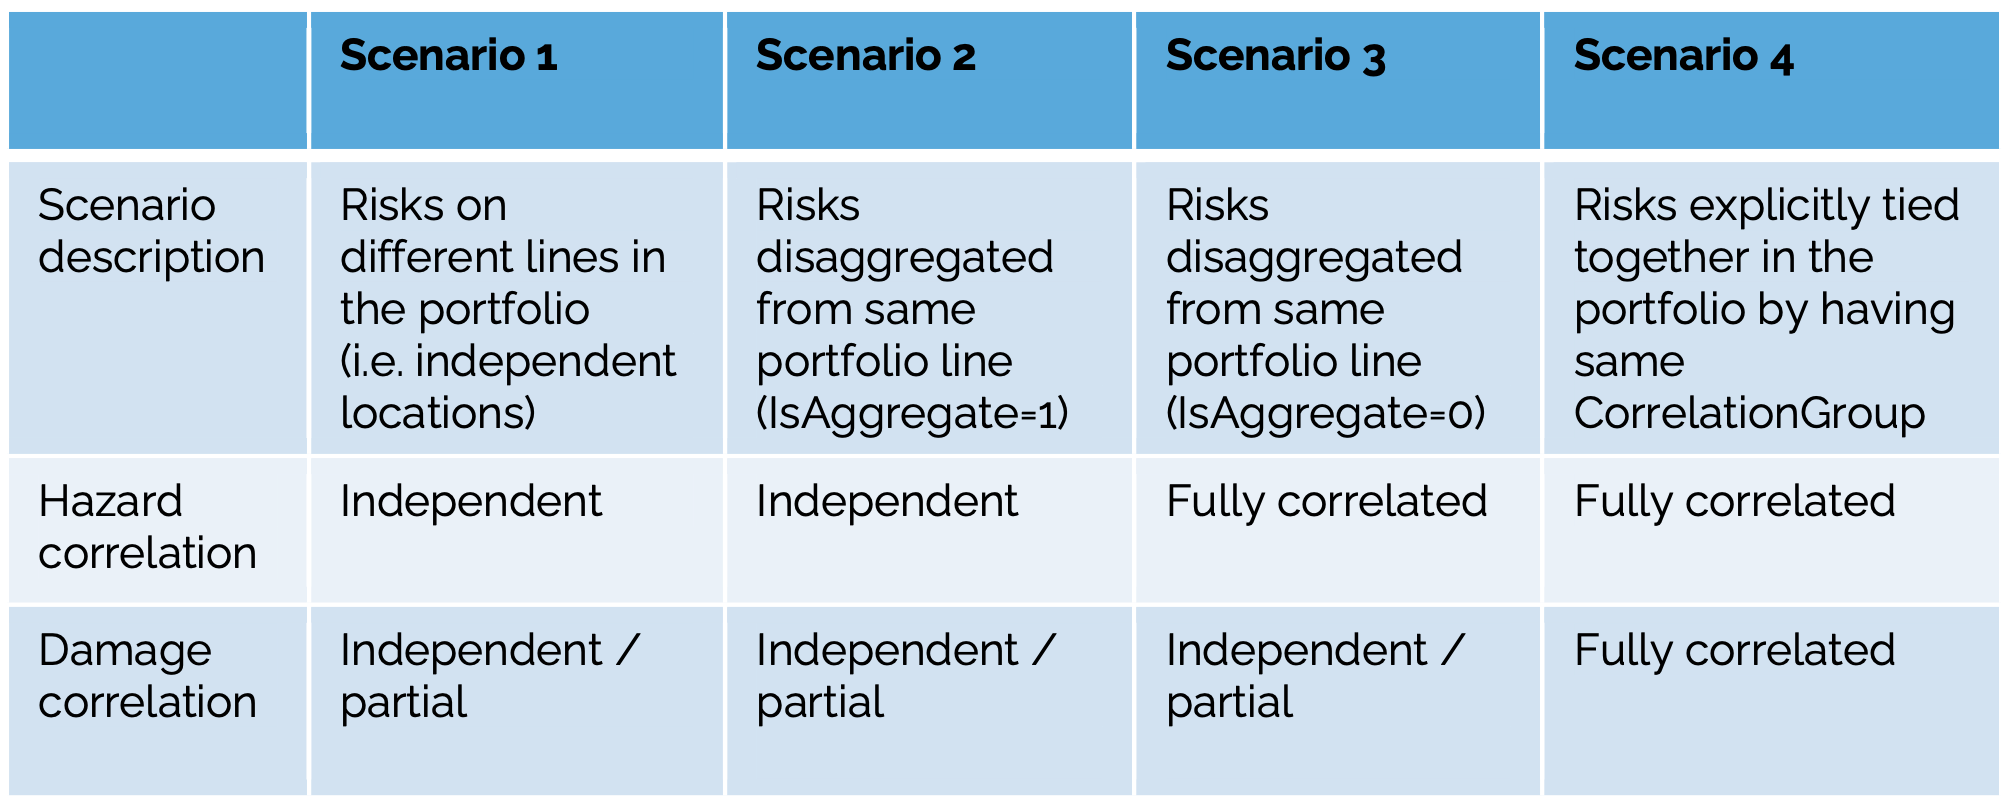 Scenario 1
Scenario 2
Scenario 3
Scenario 4
Scenario
description
Risks on
different lines in
the portfolio
(i.e. independent
locations)
Risks
disaggregated
from same
portfolio line
(IsAggregate=1)
Risks
disaggregated
from same
portfolio line
(IsAggregate=0)
Risks explicitly tied
together in the
portfolio by having
same
CorrelationGroup
Hazard
correlation
Independent
Independent
Fully correlated
Fully correlated
Damage
correlation
Independent /
partial
Independent /
partial
Independent /
partial
Fully correlated